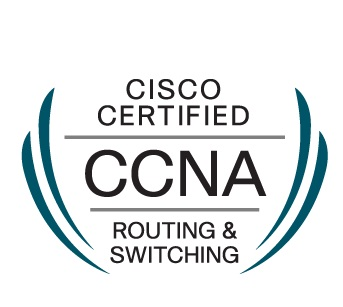 CISCO
CERTIFIED
CCNA
ROUTING &
SWITCHING